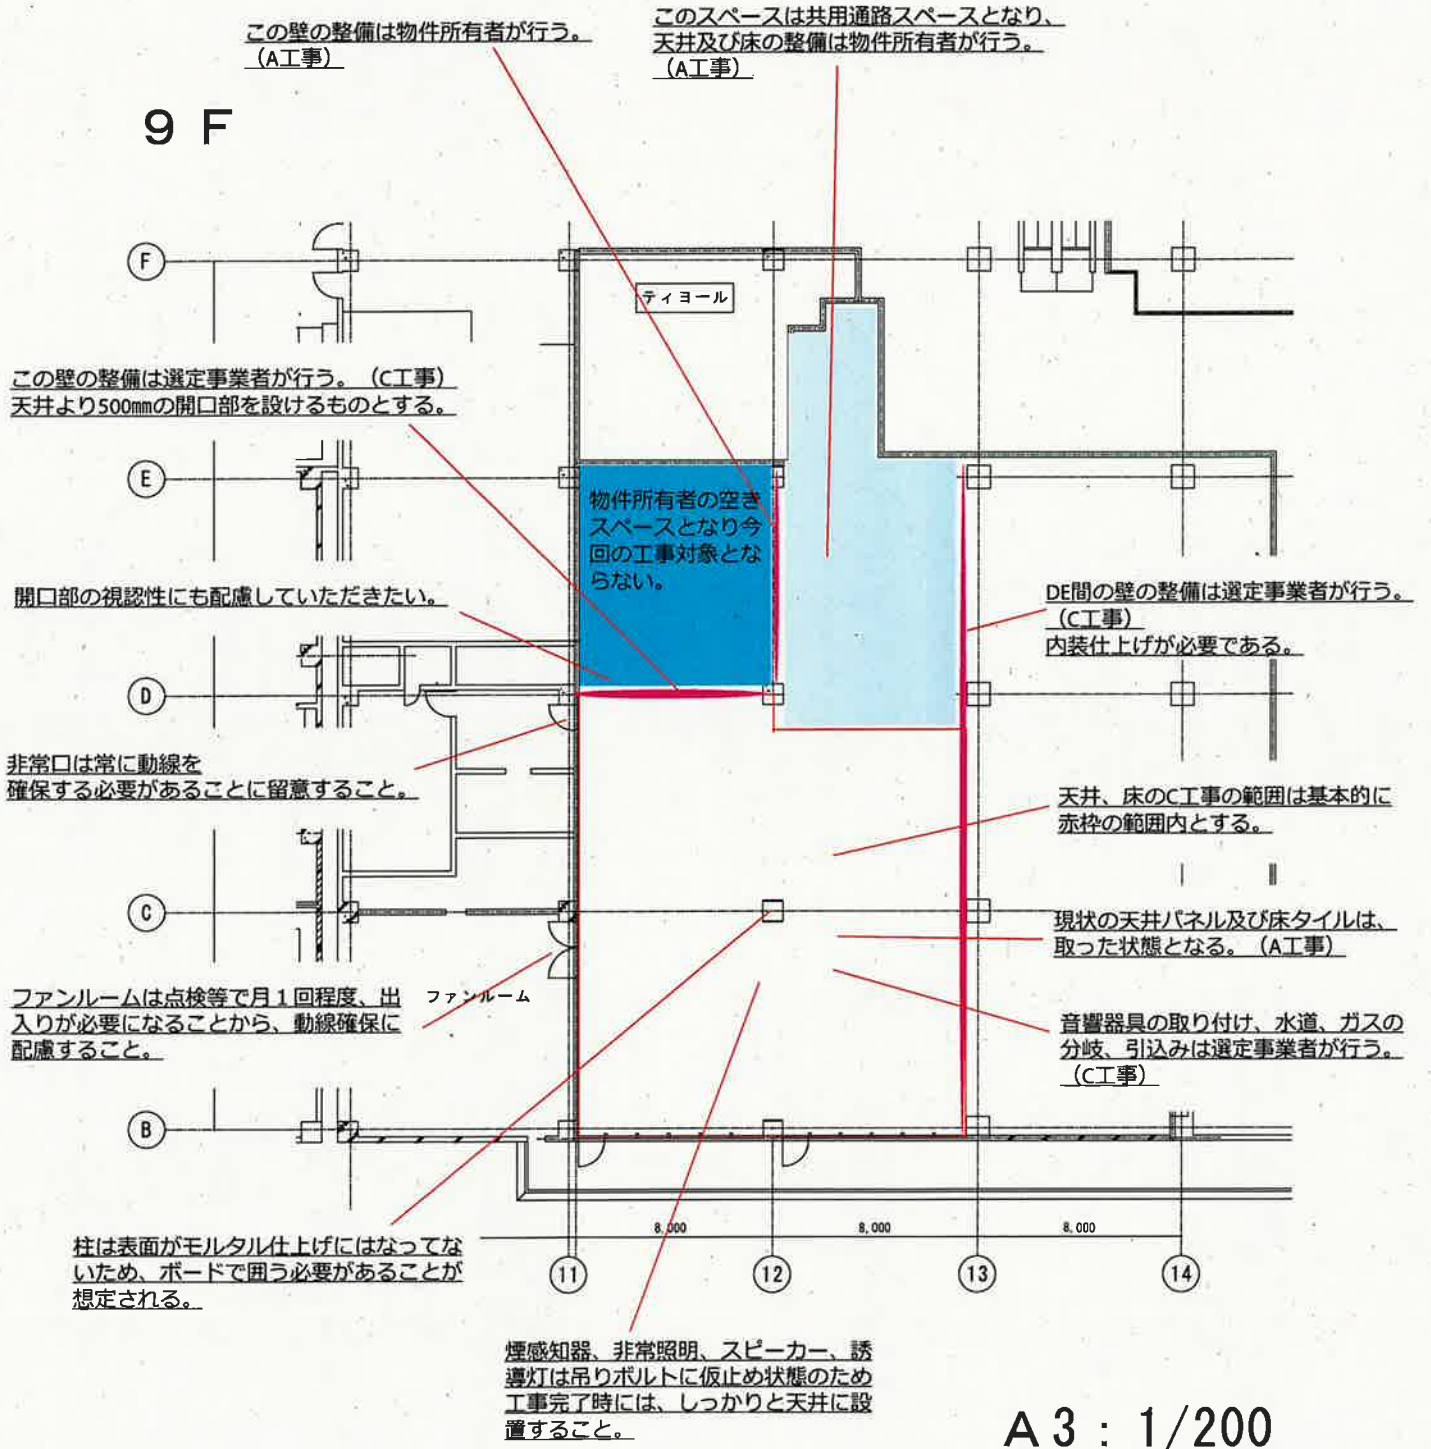 この壁の整備は物件所有者が行う。
（A工事）
このスペースは共用通路スペースとなり、
天井及び床の整備は物件所有者が行う。
（A工事）
９Ｆ
F
ティヨール
この壁の整備は選定事業者が行う。（C工事）
天井より500mmの開口部を設けるものとする。
E
物件所有者の空き
スペースとなり今
回の工事対象とな
らない。
開口部の視認性にも配慮していただきたい。
DE間の壁の整備は選定事業者が行う。
（C工事）
内装仕上げが必要である。
D
非常口は常に動線を
確保する必要があることに留意すること。
天井、床のC工事の範囲は基本的に
赤枠の範囲内とする。
C
現状の天井パネル及び床タイルは、
取った状態となる。（A工事）
ファンルームは点検等で月１回程度、出
入りが必要になることから、動線確保に
配慮すること。
ファンルーム
音響器具の取り付け、水道、ガスの
分岐、引込みは選定事業者が行う。
（C工事）
B
8,000
8,000
8,000
柱は表面がモルタル仕上げにはなってな
いため、ボードで囲う必要があることが
想定される。
11
12
13
14
煙感知器、非常照明、スピーカー、誘
導灯は吊りボルトに仮止め状態のため
工事完了時には、しっかりと天井に設
置すること。
Ａ３：１/200